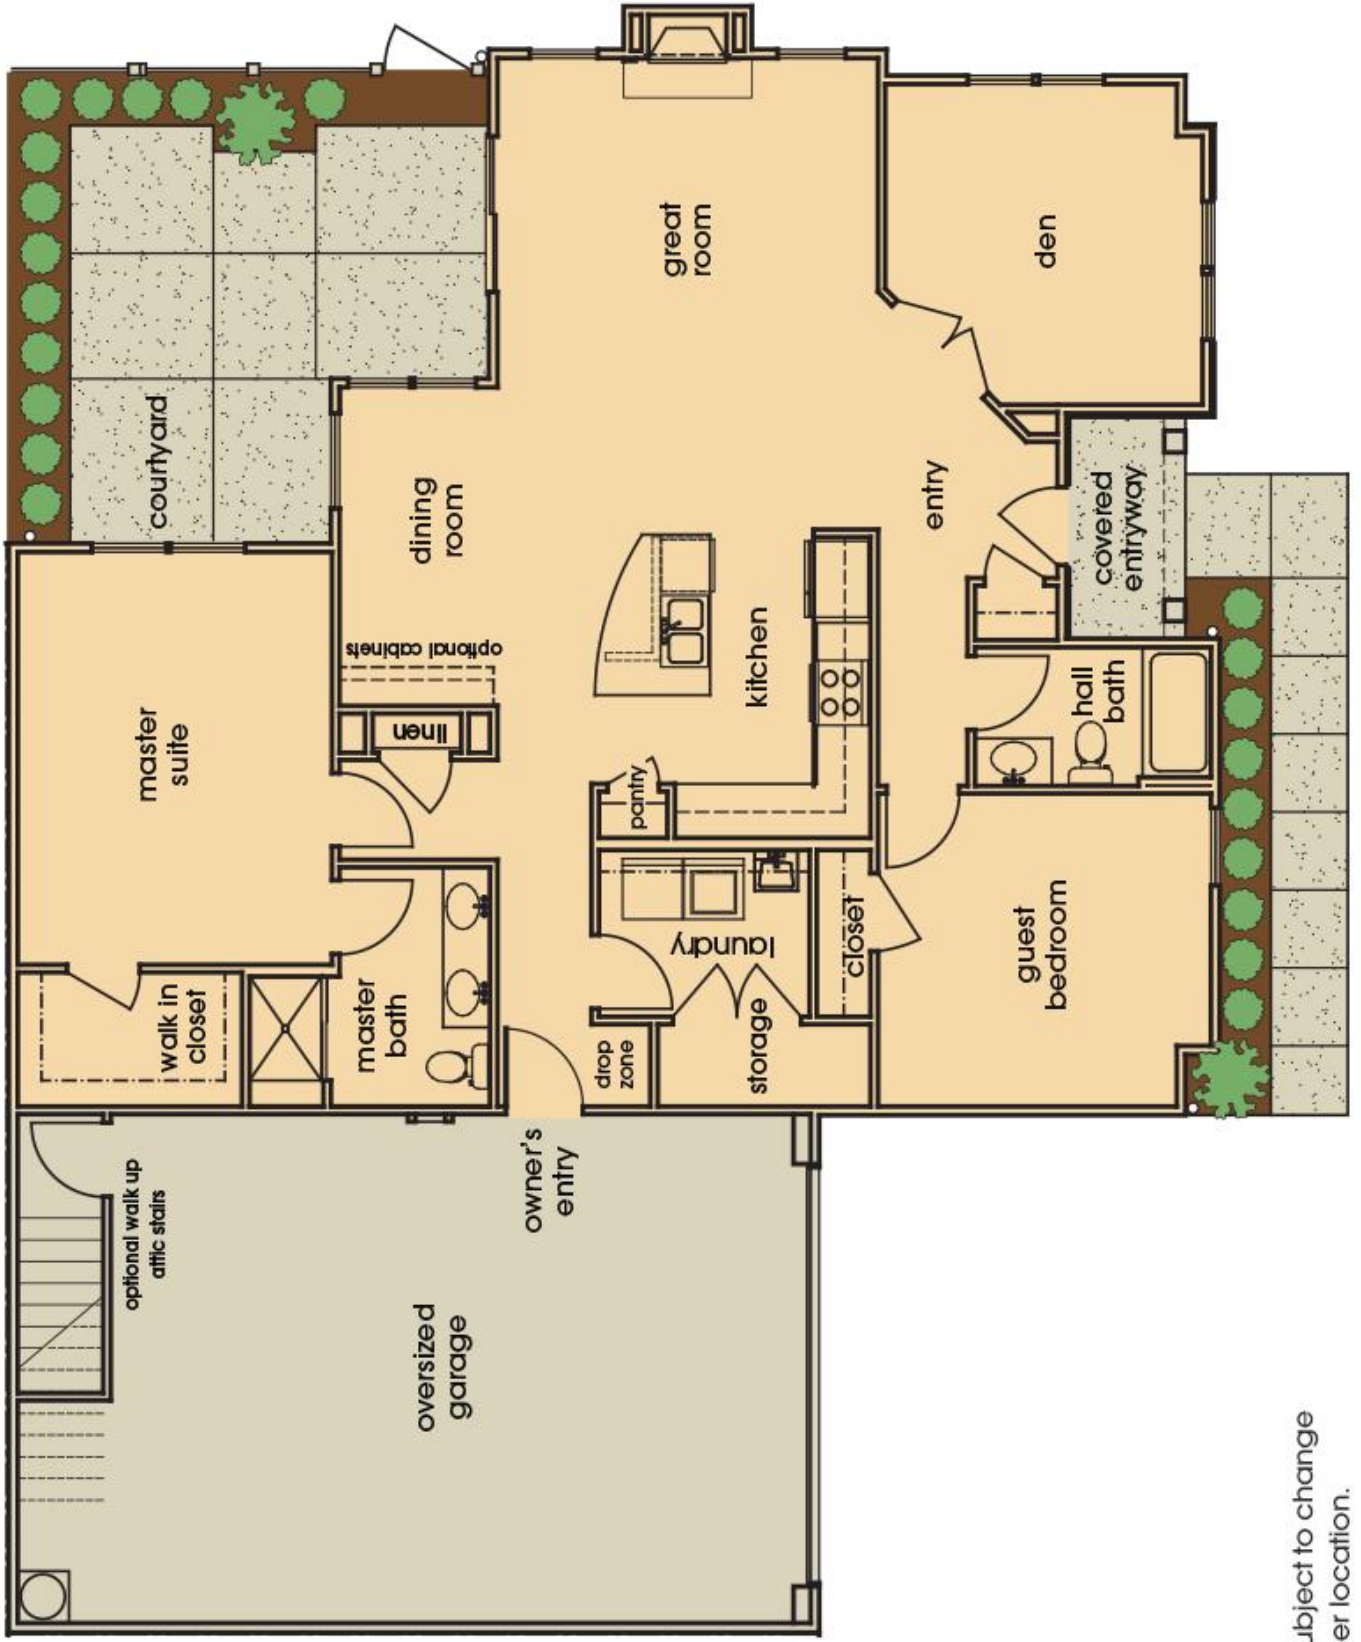 optional walk up
attic stairs
oversized
garage
owner's
entry
walk in
closet
master
bath
master
suite
courtyard
linen
optional cabinets
dining
room
drop
zone
storage
laundry
pantry
kitchen
great
room
closet
guest
bedroom
hall
bath
entry
covered
entryway
den
to change
location.